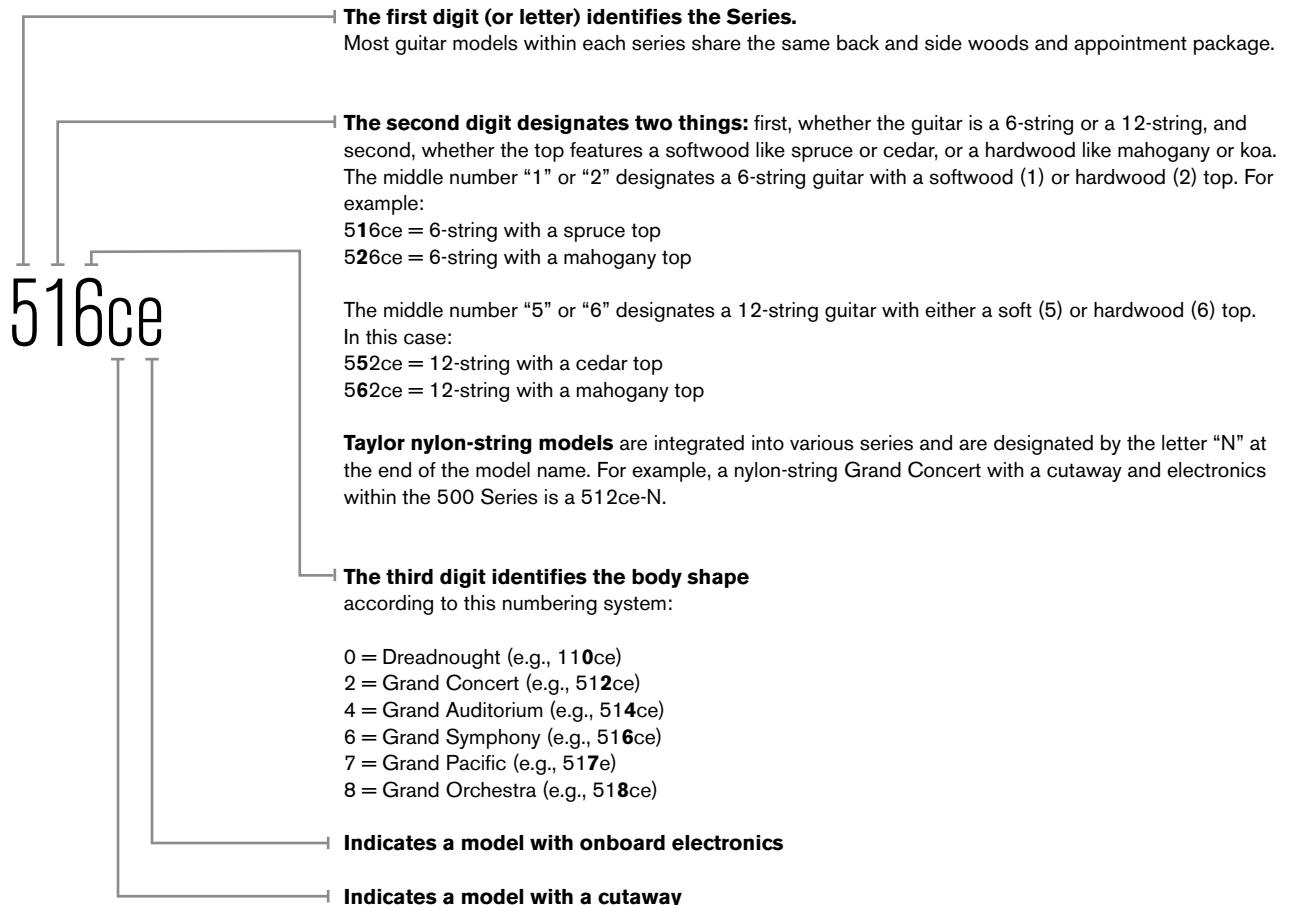 The first digit (or letter) identifies the Series.
Most guitar models within each series share the same back and side woods and appointment package.
The second digit designates two things: first, whether the guitar is a 6-string or a 12-string, and
second, whether the top features a softwood like spruce or cedar, or a hardwood like mahogany or koa.
The middle number “1” or “2” designates a 6-string guitar with a softwood (1) or hardwood (2) top. For
example:
516ce = 6-string with a spruce top
526ce = 6-string with a mahogany top
516ce
The middle number “5” or “6” designates a 12-string guitar with either a soft (5) or hardwood (6) top.
In this case:
552ce = 12-string with a cedar top
562ce = 12-string with a mahogany top
Taylor nylon-string models are integrated into various series and are designated by the letter “N” at
the end of the model name. For example, a nylon-string Grand Concert with a cutaway and electronics
within the 500 Series is a 512ce-N.
The third digit identifies the body shape
according to this numbering system:
0 = Dreadnought (e.g., 110ce)
2 = Grand Concert (e.g., 512ce)
4 = Grand Auditorium (e.g., 514ce)
6 = Grand Symphony (e.g., 516ce)
7 = Grand Pacific (e.g., 517e)
8 = Grand Orchestra (e.g., 518ce)
Indicates a model with onboard electronics
Indicates a model with a cutaway